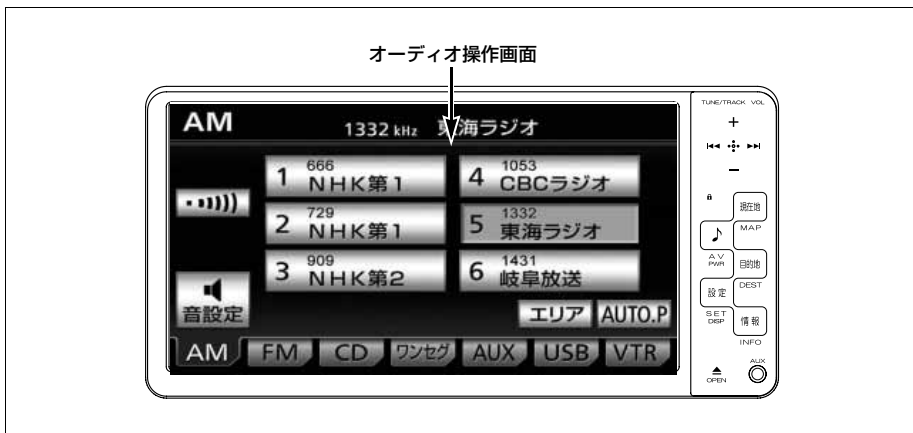 オーディオ操作画面
AM
1332 kHz 東海ラジオ
1 666 NHK第1
4 1053 CBCラジオ
2 729 NHK第1
5 1332 東海ラジオ
3 909 NHK第2
6 1431 岐阜放送
音設定
エリア AUTO.P
AM FM CD ワンセグ AUX USB VTR
TUNE/TRACK VOL
+
−
現在地
MAP
AV
PWR
目的地
DEST
設定
SET
DISP
情報
INFO
OPEN
AUX